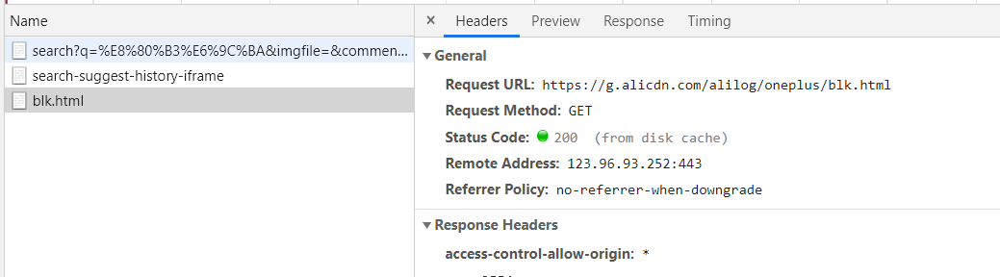 Name
search?q=%E8%80%B3%E6%9C%BA&imgfile=&commen...
search-suggest-history-iframe
blk.html
× Headers Preview Response Timing
General
Request URL: https://g.alicdn.com/alilog/oneplus/blk.html
Request Method: GET
Status Code: 200 (from disk cache)
Remote Address: 123.96.93.252:443
Referrer Policy: no-referrer-when-downgrade
Response Headers
access-control-allow-origin: *